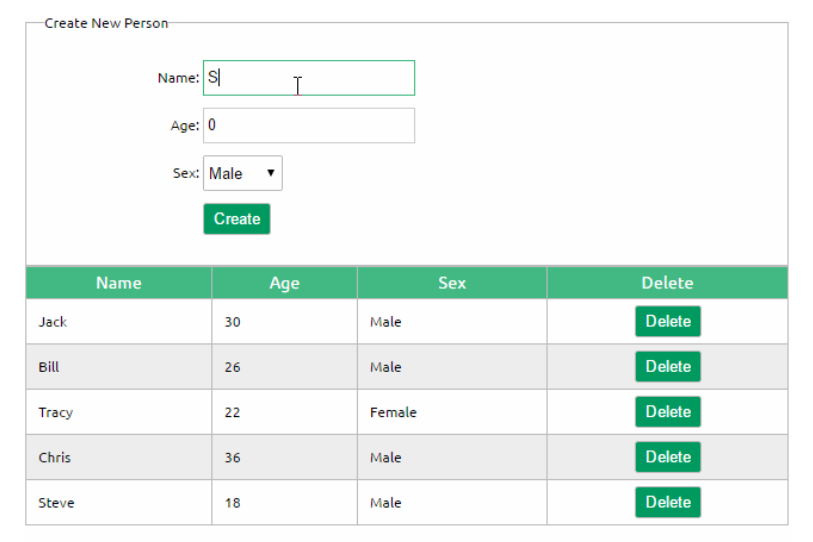 Create New Person
Name: S
Age: 0
Sex: Male
Create
Name Age Sex Delete
Jack 30 Male Delete
Bill 26 Male Delete
Tracy 22 Female Delete
Chris 36 Male Delete
Steve 18 Male Delete